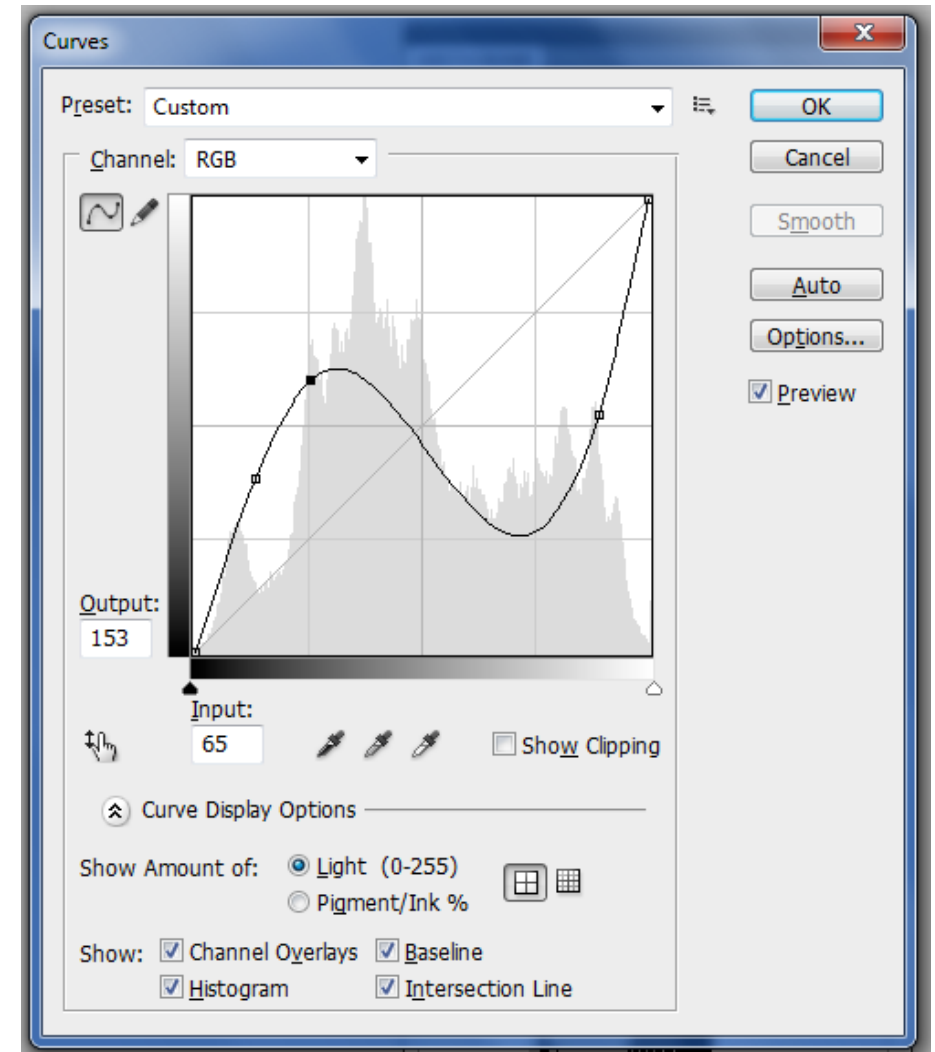 Curves
Preset: Custom
OK
Channel: RGB
Cancel
Smooth
Auto
Options...
Preview
Output:
153
Input:
65
Show Clipping
Curve Display Options
Show Amount of: Light (0-255)
Pigment/Ink %
Show: Channel Overlays Baseline
Histogram Intersection Line